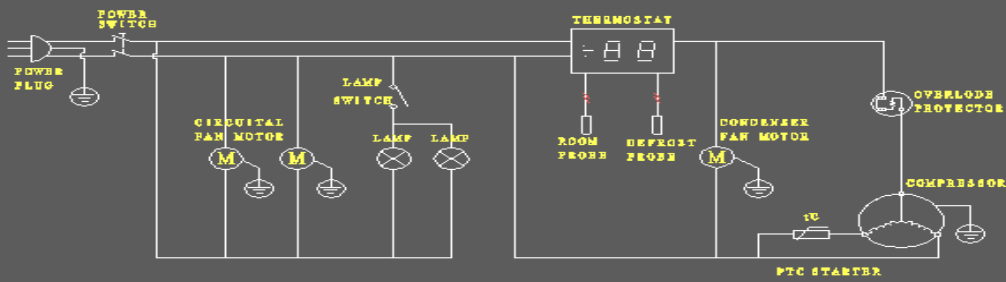 POWER
SWITCH
POWER
PLUG
CIRCUITAL
FAN MOTOR
M
M
LAMP
SWITCH
LAMP
LAMP
THERMOSTAT
-88
ROOM
PROBE
DEFROST
PROBE
CONDENSER
FAN MOTOR
M
OVERLODE
PROTECTOR
COMPRESSOR
PTC STARTER